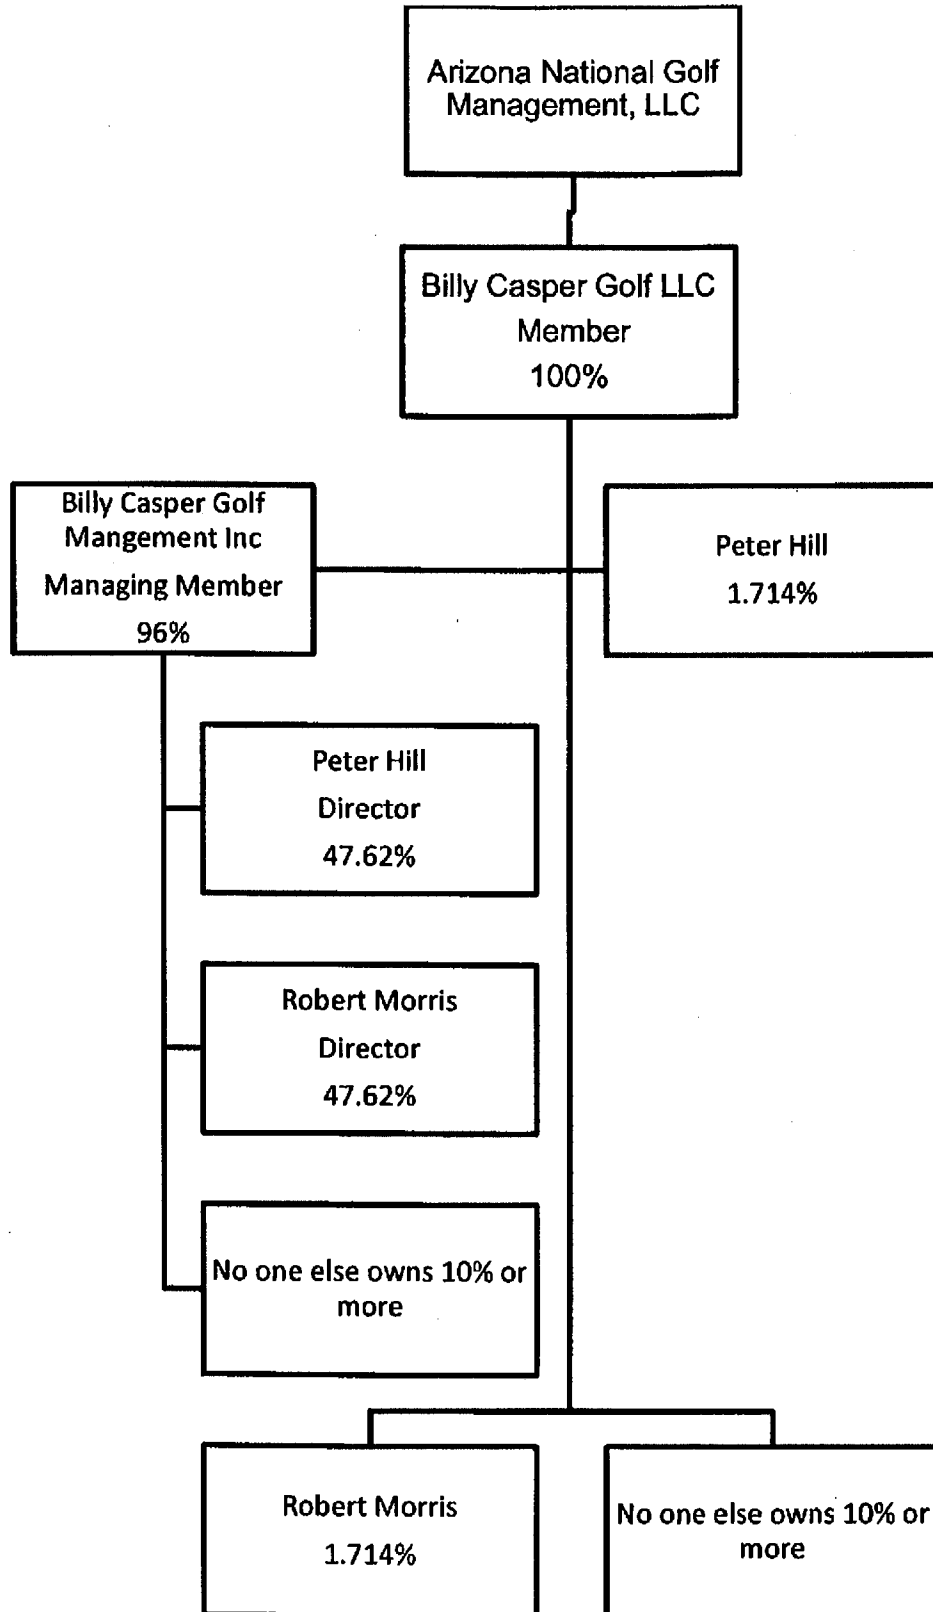 Arizona National Golf
Management, LLC
Billy Casper Golf LLC
Member
100%
Billy Casper Golf
Mangement Inc
Managing Member
96%
Peter Hill
1.714%
Peter Hill
Director
47.62%
Robert Morris
Director
47.62%
No one else owns 10% or
more
Robert Morris
1.714%
No one else owns 10% or
more